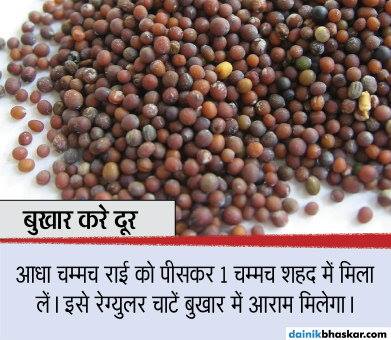 बुखार करे दूर
आधा चम्मच राई को पीसकर 1 चम्मच शहद में मिला
लें। इसे रेग्युलर चाटें बुखार में आराम मिलेगा।
dainikbhaskar.com